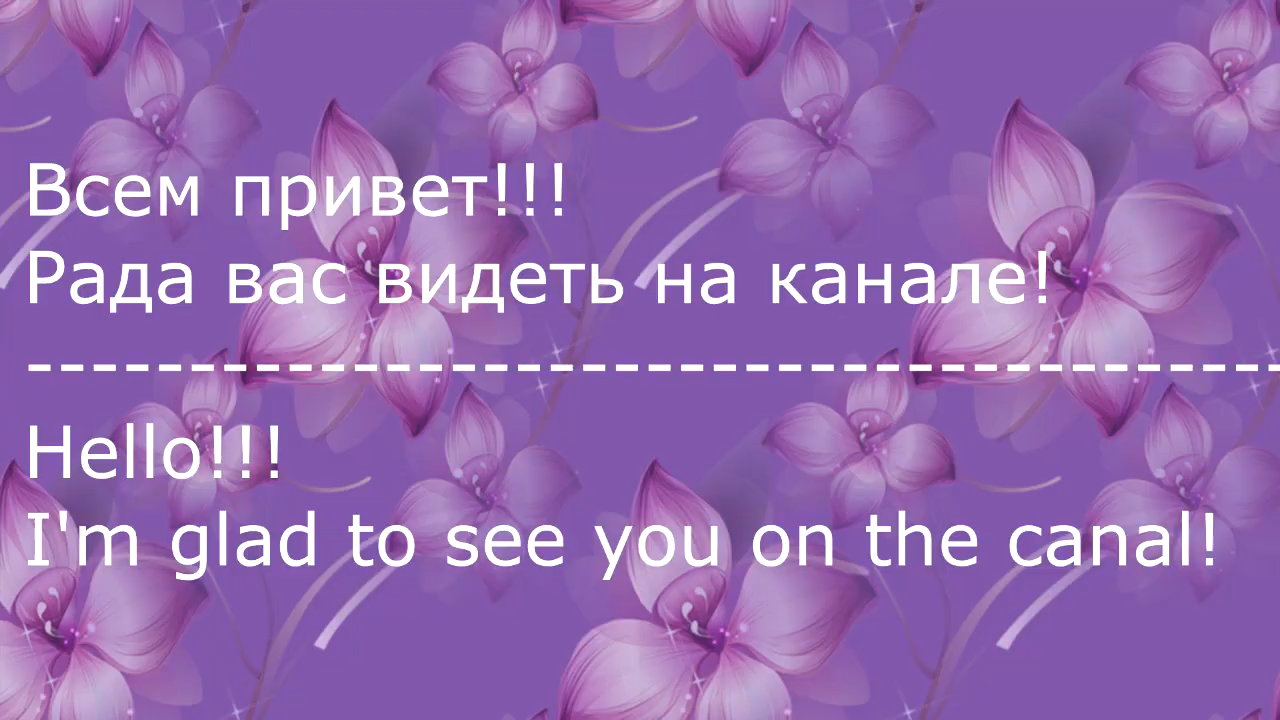 Всем привет!!!
Рада вас видеть на канале!
---------------------------------------
Hello!!!
I'm glad to see you on the canal!